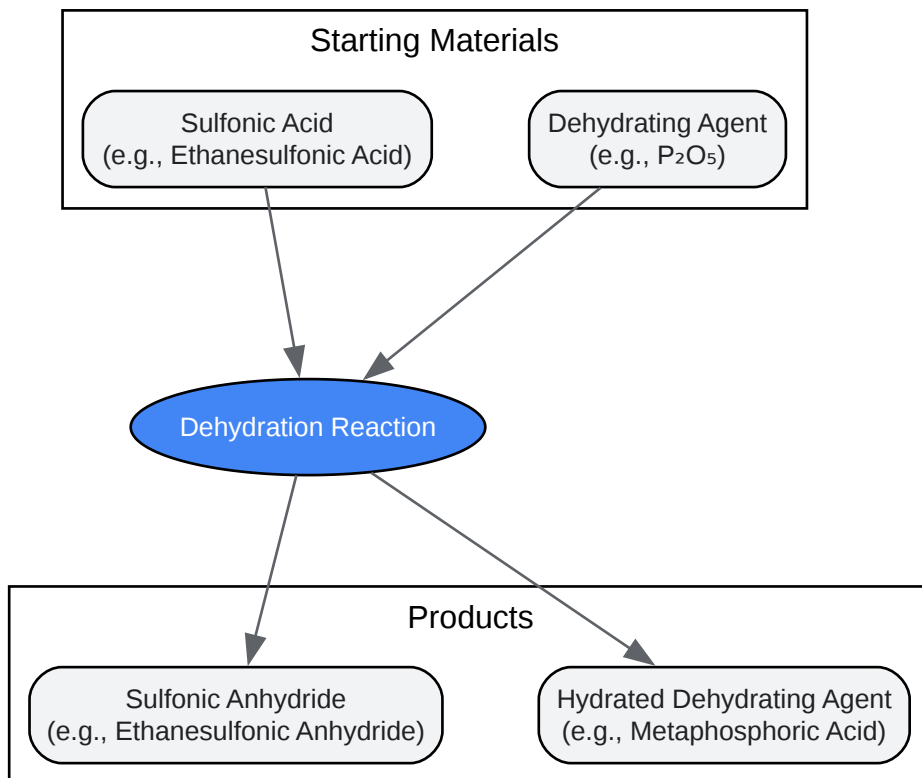 Starting Materials
Sulfonic Acid
(e.g., Ethanesulfonic Acid)
Dehydrating Agent
(e.g., P₂O₅)
Dehydration Reaction
Products
Sulfonic Anhydride
(e.g., Ethanesulfonic Anhydride)
Hydrated Dehydrating Agent
(e.g., Metaphosphoric Acid)